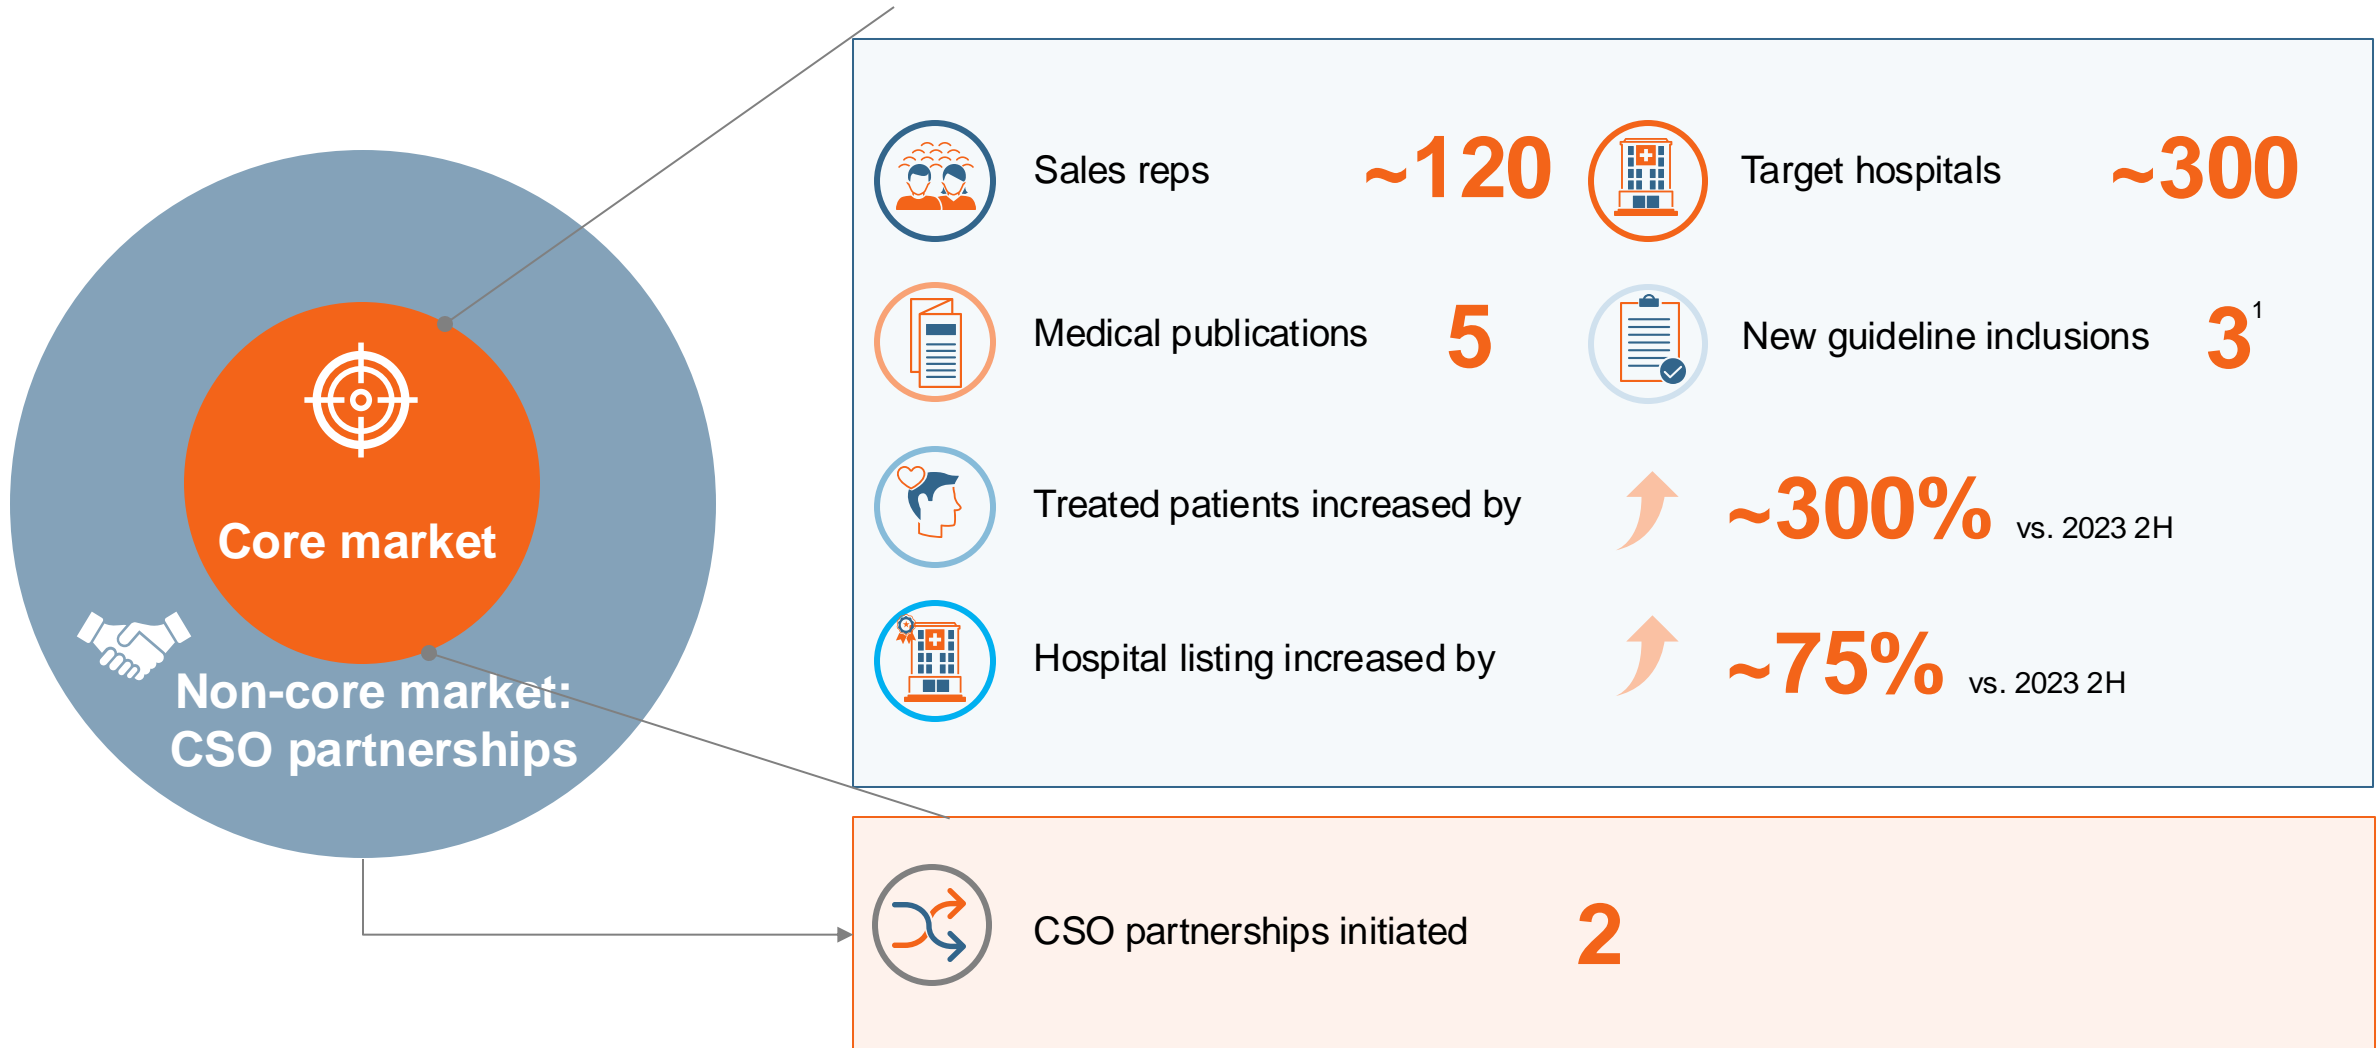 Core market
Non-core market:
CSO partnerships
Sales reps ~120
Target hospitals ~300
Medical publications 5
New guideline inclusions 3¹
Treated patients increased by ~300% vs. 2023 2H
Hospital listing increased by ~75% vs. 2023 2H
CSO partnerships initiated 2